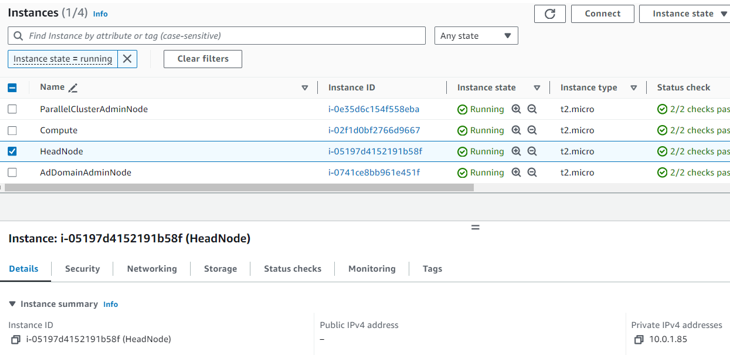 Instances (1/4) Info Connect Instance state
Find Instance by attribute or tag (case-sensitive) Any state
Instance state = running Clear filters
Name Instance ID Instance state Instance type Status check
ParallelClusterAdminNode i-0e35d6c154f558eba Running t2.micro 2/2 checks pas
Compute i-02f1d0bf2766d9667 Running t2.micro 2/2 checks pas
HeadNode i-05197d4152191b58f Running t2.micro 2/2 checks pas
AdDomainAdminNode i-0741ce8bb961e451f Running t2.micro 2/2 checks pas
Instance: i-05197d4152191b58f (HeadNode)
Details Security Networking Storage Status checks Monitoring Tags
Instance summary Info
Instance ID Public IPv4 address Private IPv4 addresses
i-05197d4152191b58f (HeadNode) – 10.0.1.85